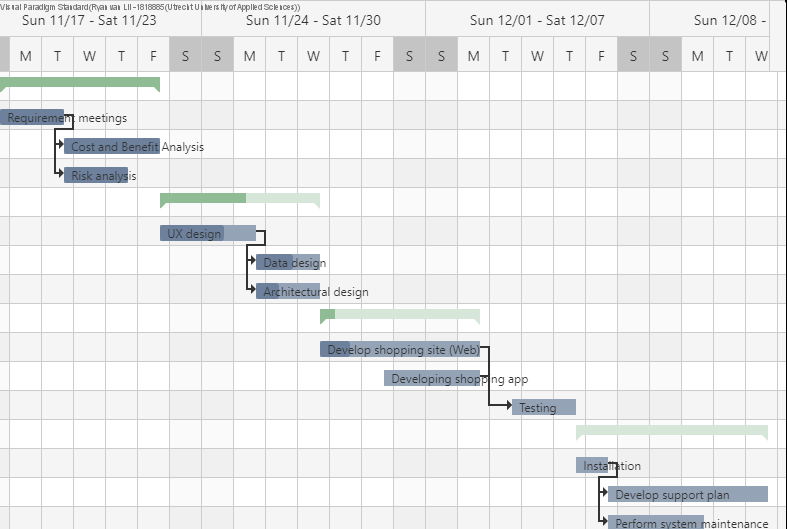 Visual Paradigm Standard(Ryan van Lil-1818885(Utrecht University of Applied Sciences))
Sun 11/17 - Sat 11/23 Sun 11/24 - Sat 11/30 Sun 12/01 - Sat 12/07 Sun 12/08 -
M T W T F S S M T W T F S S M T W T F S S M T W
Requirement meetings
Cost and Benefit Analysis
Risk analysis
UX design
Data design
Architectural design
Develop shopping site (Web)
Developing shopping app
Testing
Installation
Develop support plan
Perform system maintenance